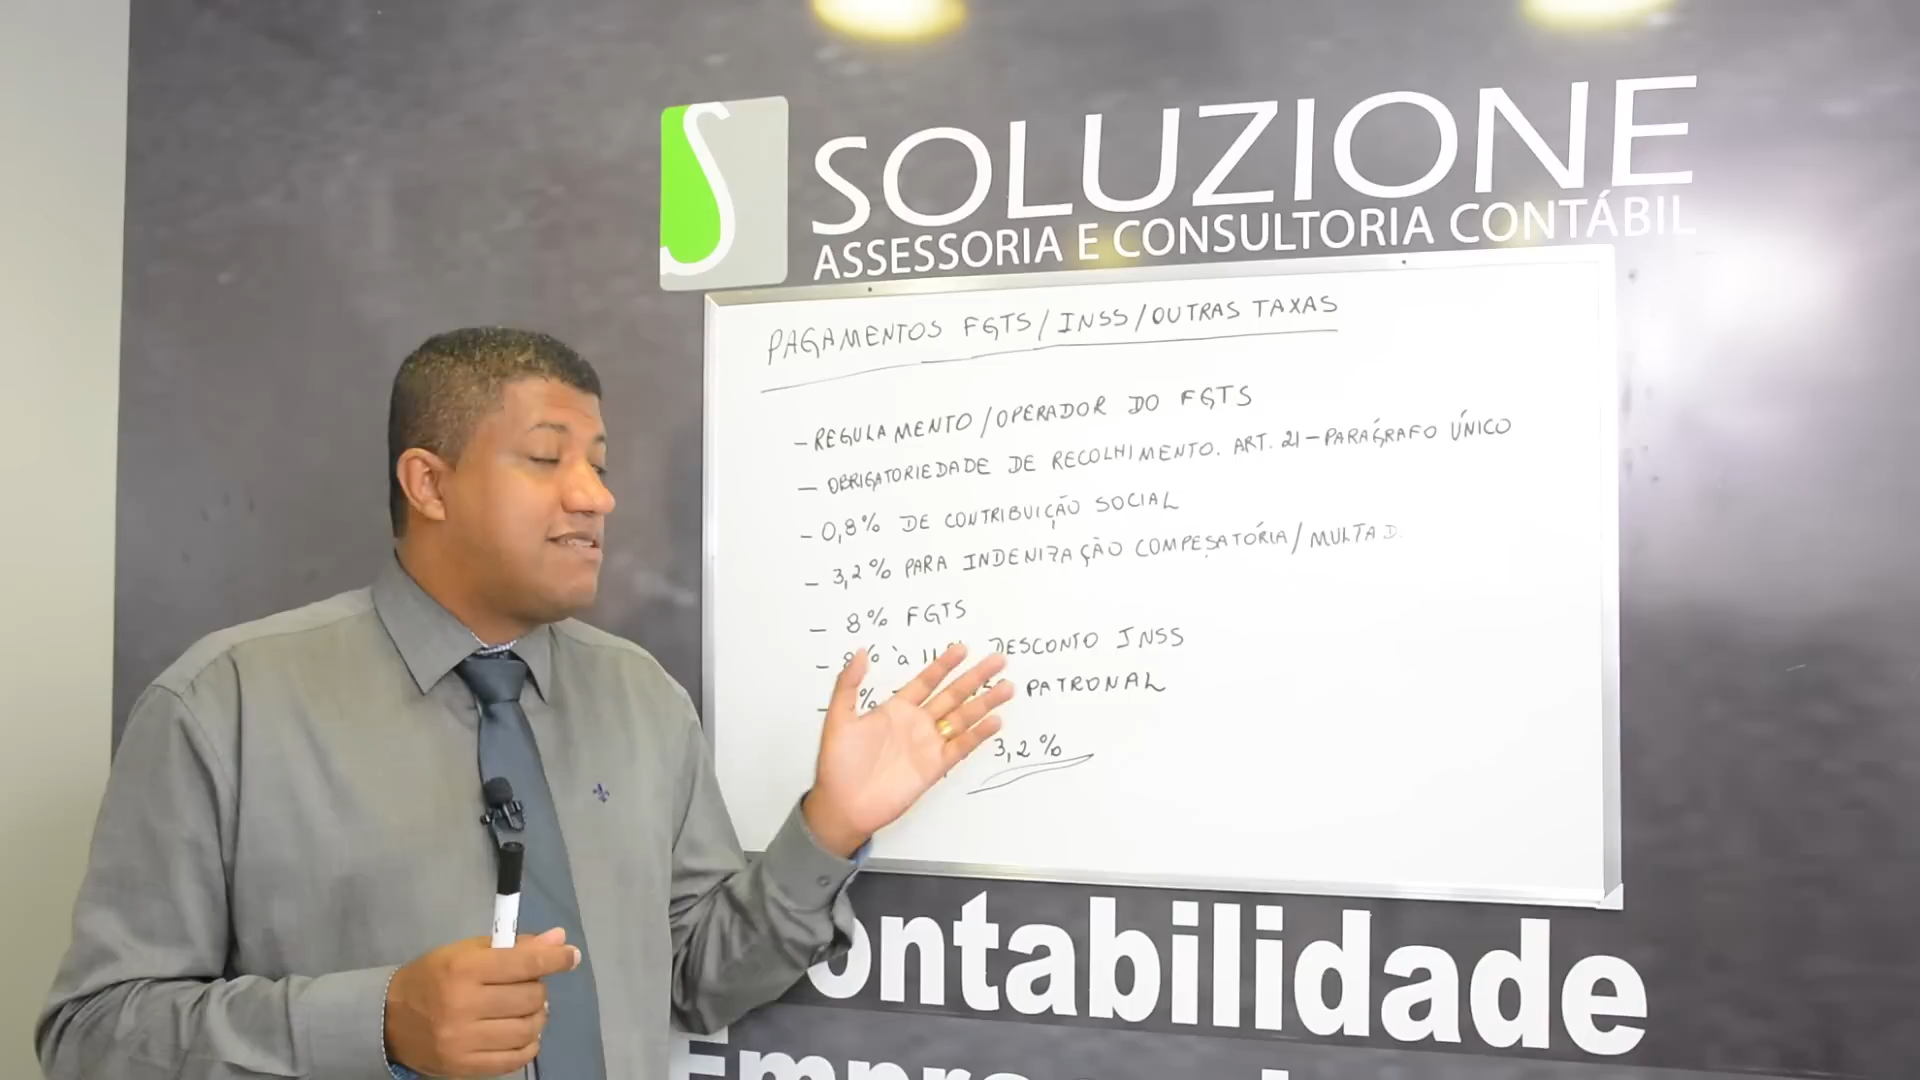 SOLUZIONE
ASSESSORIA E CONSULTORIA CONTÁBIL
PAGAMENTOS FGTS/INSS/OUTRAS TAXAS
- REGULAMENTO/OPERADOR DO FGTS
- OBRIGATORIEDADE DE RECOLHIMENTO. ART. 21 - PARÁGRAFO ÚNICO
- 0,8% DE CONTRIBUIÇÃO SOCIAL
- 3,2% PARA INDENIZAÇÃO COMPESATÓRIA/MULTA D.
- 8% FGTS
- 8% à DESCONTO INSS
- % PATRONAL
3,2%
ontabilidade